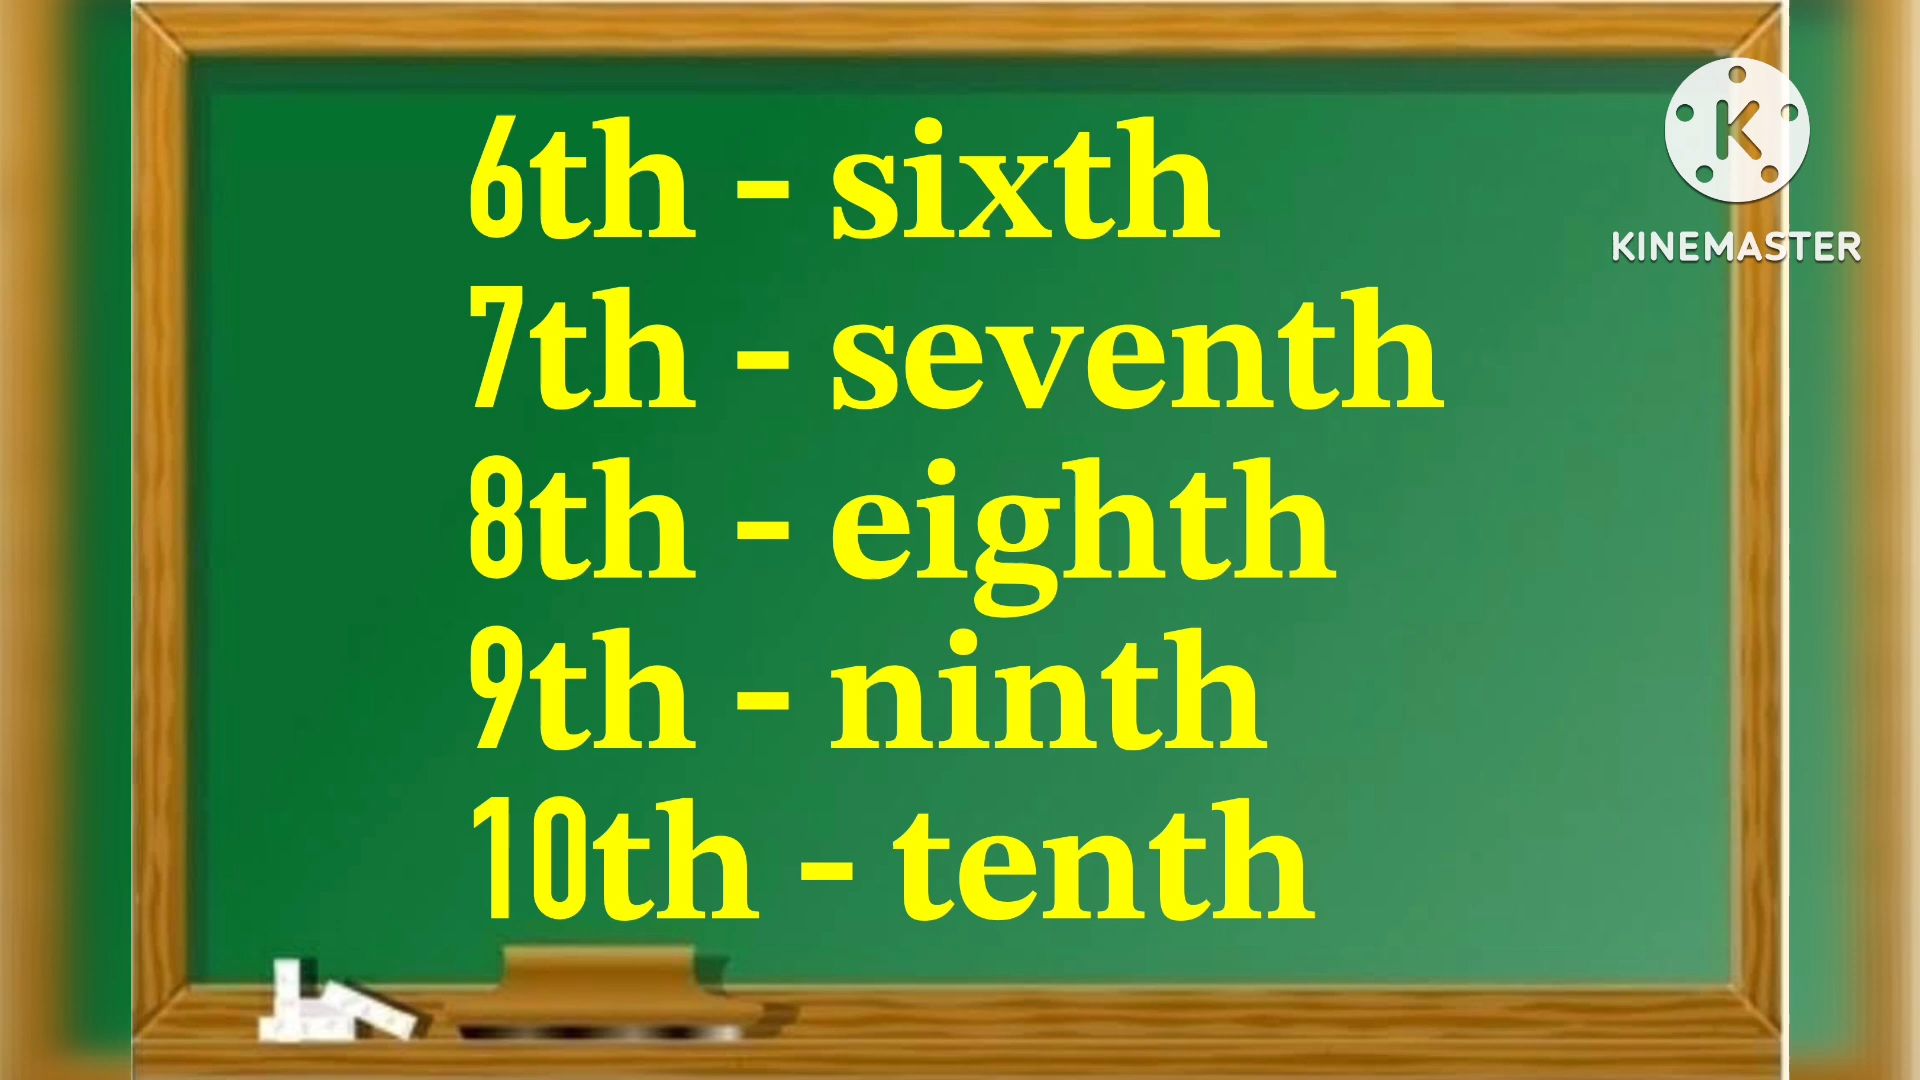 6th - sixth
7th - seventh
8th - eighth
9th - ninth
10th - tenth
K
KINEMASTER